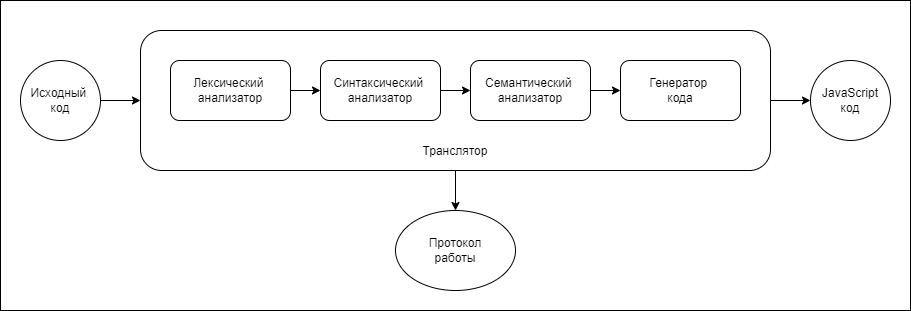 Исходный
код
Лексический
анализатор
Синтаксический
анализатор
Семантический
анализатор
Генератор
кода
JavaScript
код
Транслятор
Протокол
работы